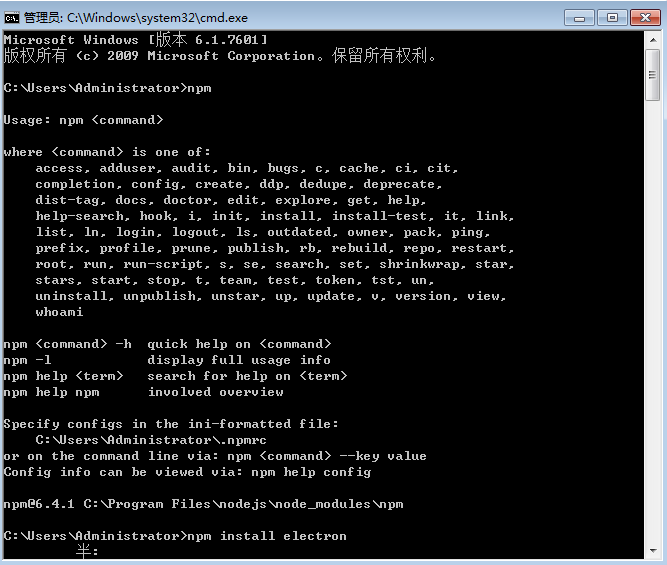 管理员: C:\Windows\system32\cmd.exe
Microsoft Windows [版本 6.1.7601]
版权所有 (c) 2009 Microsoft Corporation。保留所有权利。
C:\Users\Administrator>npm
Usage: npm <command>
where <command> is one of:
access, adduser, audit, bin, bugs, c, cache, ci, cit,
completion, config, create, ddp, dedupe, deprecate,
dist-tag, docs, doctor, edit, explore, get, help,
help-search, hook, i, init, install, install-test, it, link,
list, ln, login, logout, ls, outdated, owner, pack, ping,
prefix, profile, prune, publish, rb, rebuild, repo, restart,
root, run, run-script, s, se, search, set, shrinkwrap, star,
stars, start, stop, t, team, test, token, tst, un,
uninstall, unpublish, unstar, up, update, v, version, view,
whoami
npm <command> -h  quick help on <command>
npm -l            display full usage info
npm help <term>   search for help on <term>
npm help npm      involved overview
Specify configs in the ini-formatted file:
C:\Users\Administrator\.npmrc
or on the command line via: npm <command> --key value
Config info can be viewed via: npm help config
npm@6.4.1 C:\Program Files\nodejs\node_modules\npm
C:\Users\Administrator>npm install electron
半: